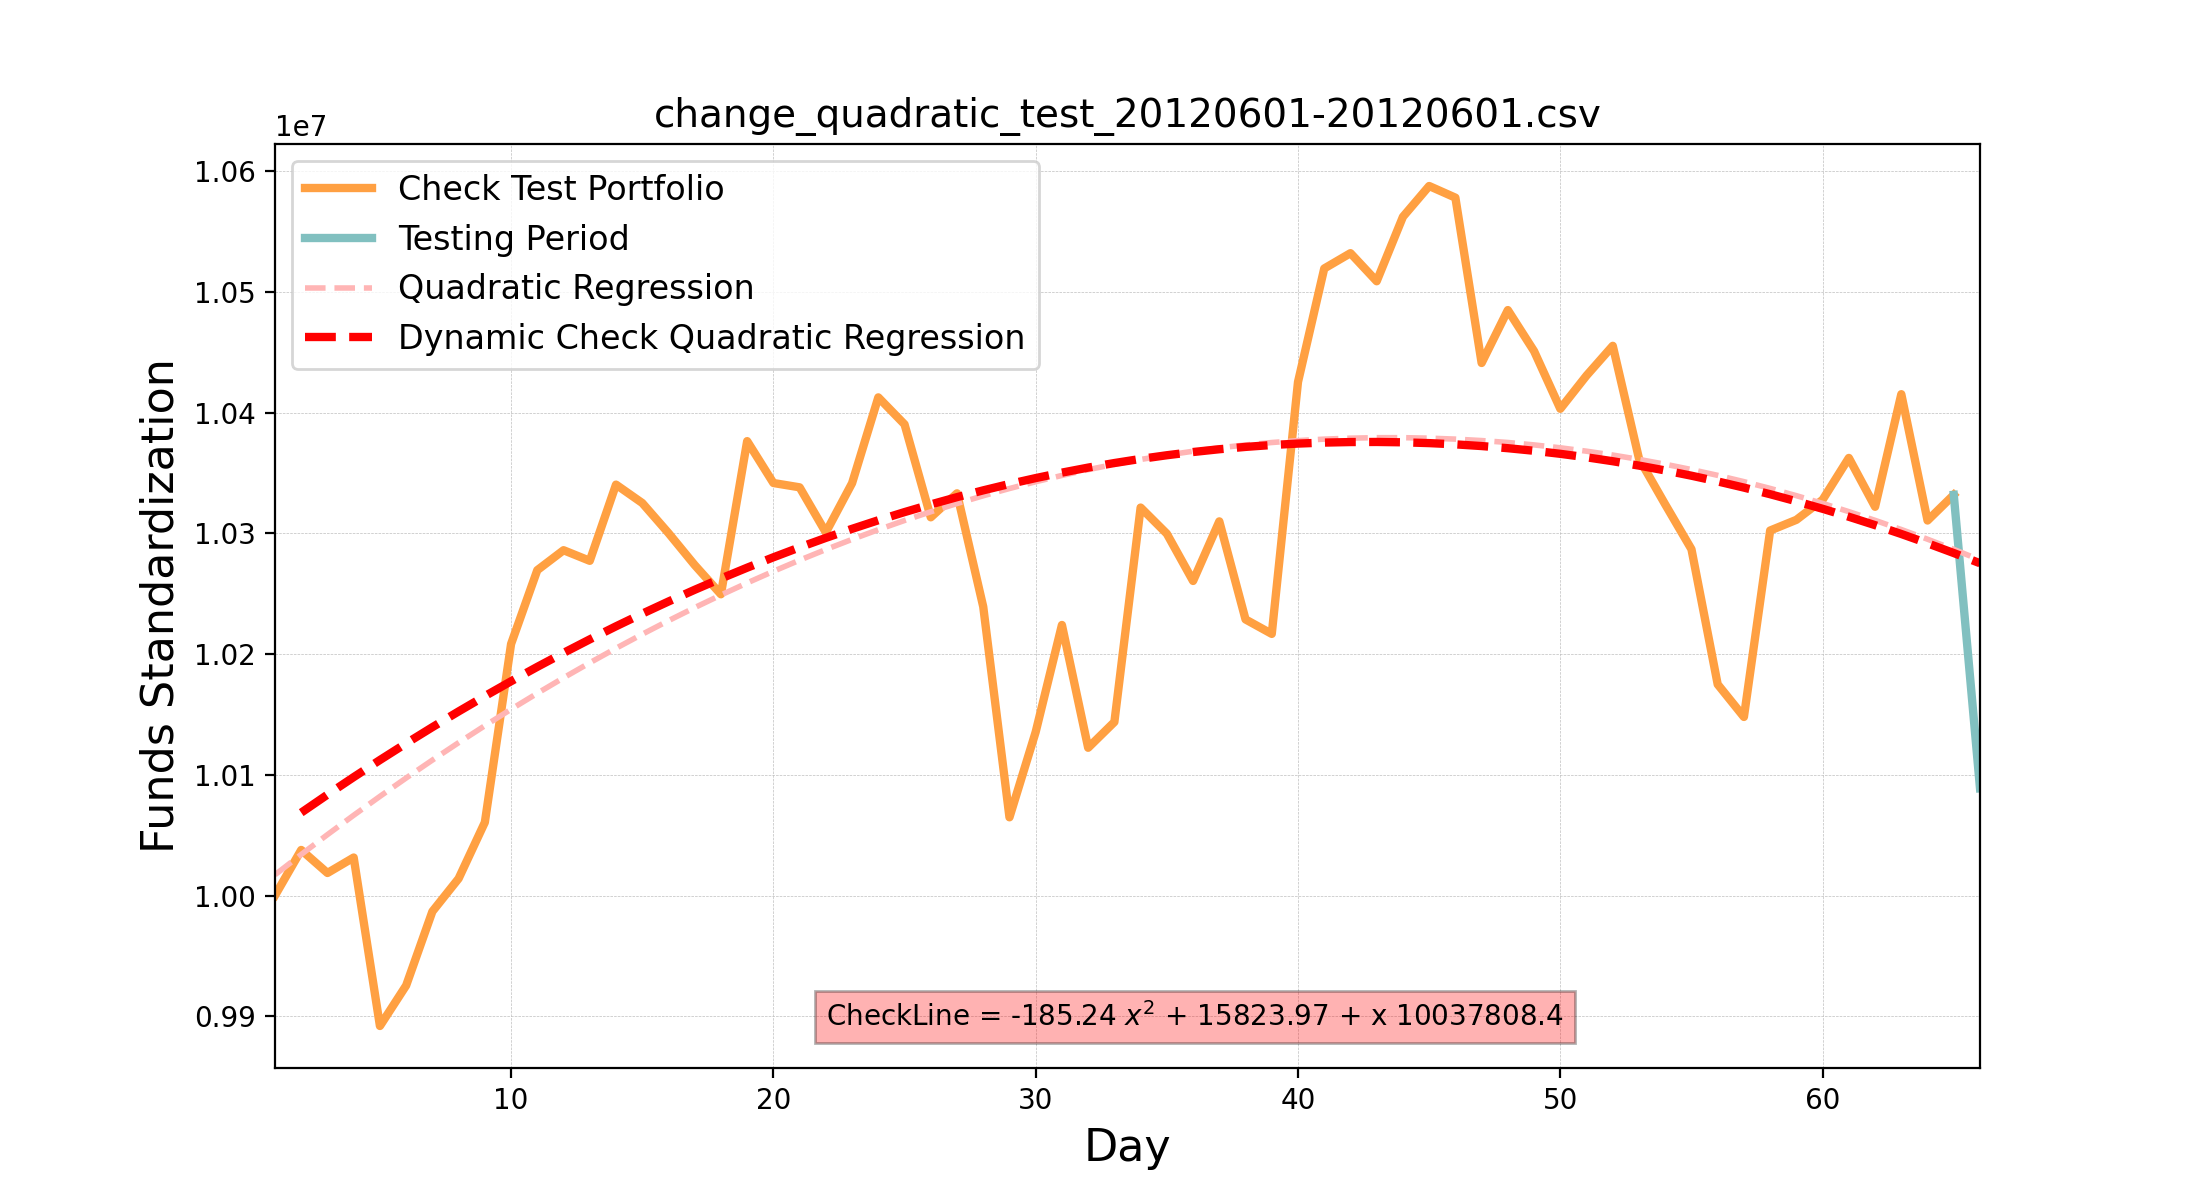 change_quadratic_test_20120601-20120601.csv
1e7
Check Test Portfolio
Testing Period
Quadratic Regression
Dynamic Check Quadratic Regression
1.06
1.05
1.04
1.03
1.02
1.01
1.00
0.99
Funds Standardization
CheckLine = -185.24 x² + 15823.97 + x 10037808.4
10 20 30 40 50 60
Day